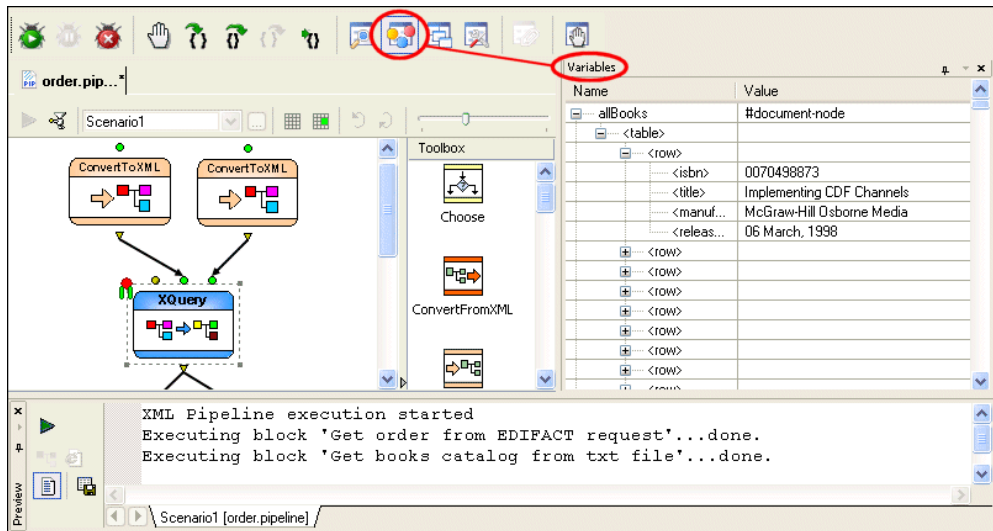 Variables
order.pip...*
Name Value
Scenario1
allBooks #document-node
<table>
<row>
<isbn> 0070498873
<title> Implementing CDF Channels
<manuf... McGraw-Hill Osborne Media
<releas... 06 March, 1998
<row>
<row>
<row>
<row>
<row>
<row>
<row>
<row>
ConvertToXML
ConvertToXML
XQuery
Toolbox
Choose
ConvertFromXML
XML Pipeline execution started
Executing block 'Get order from EDIFACT request'...done.
Executing block 'Get books catalog from txt file'...done.
Preview
Scenario1 [order.pipeline]